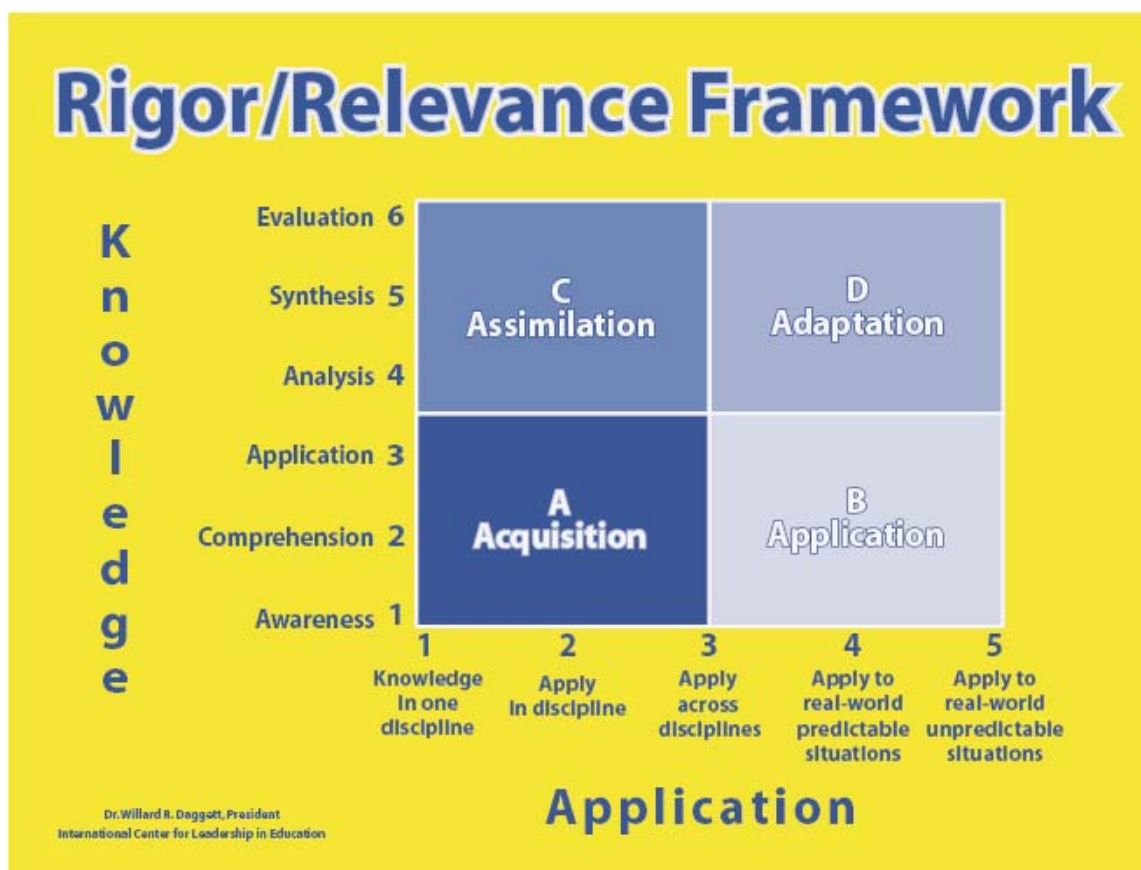 Rigor/Relevance Framework
Knowledge
Evaluation 6
Synthesis 5
Analysis 4
Application 3
Comprehension 2
Awareness 1
C
Assimilation
D
Adaptation
A
Acquisition
B
Application
1
Knowledge
in one
discipline
2
Apply
in discipline
3
Apply
across
disciplines
4
Apply to
real-world
predictable
situations
5
Apply to
real-world
unpredictable
situations
Application
Dr. Willard R. Daggett, President
International Center for Leadership in Education